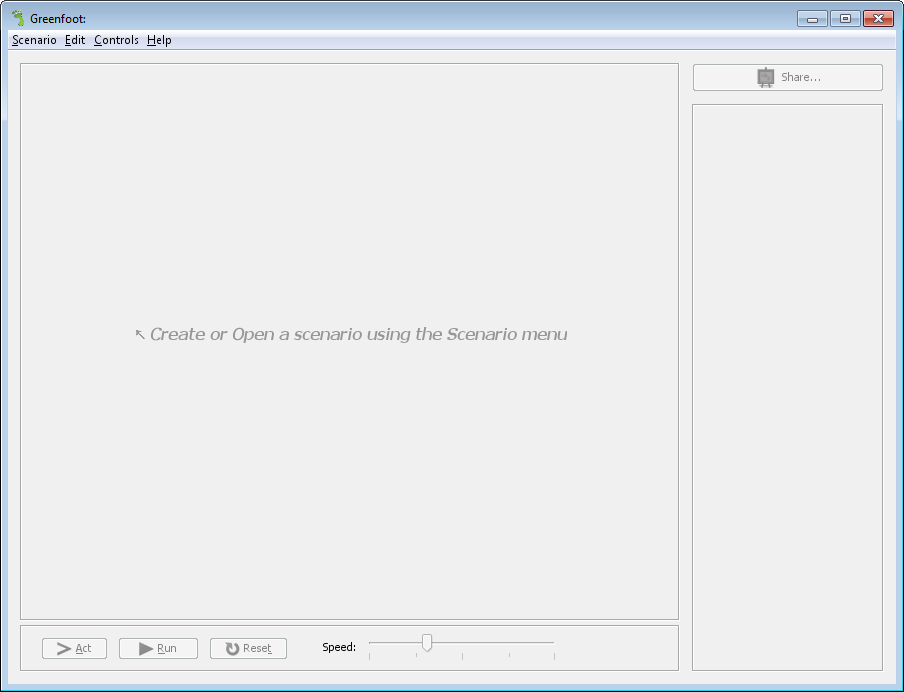 Greenfoot:
Scenario Edit Controls Help
Share...
Create or Open a scenario using the Scenario menu
Act Run Reset Speed: